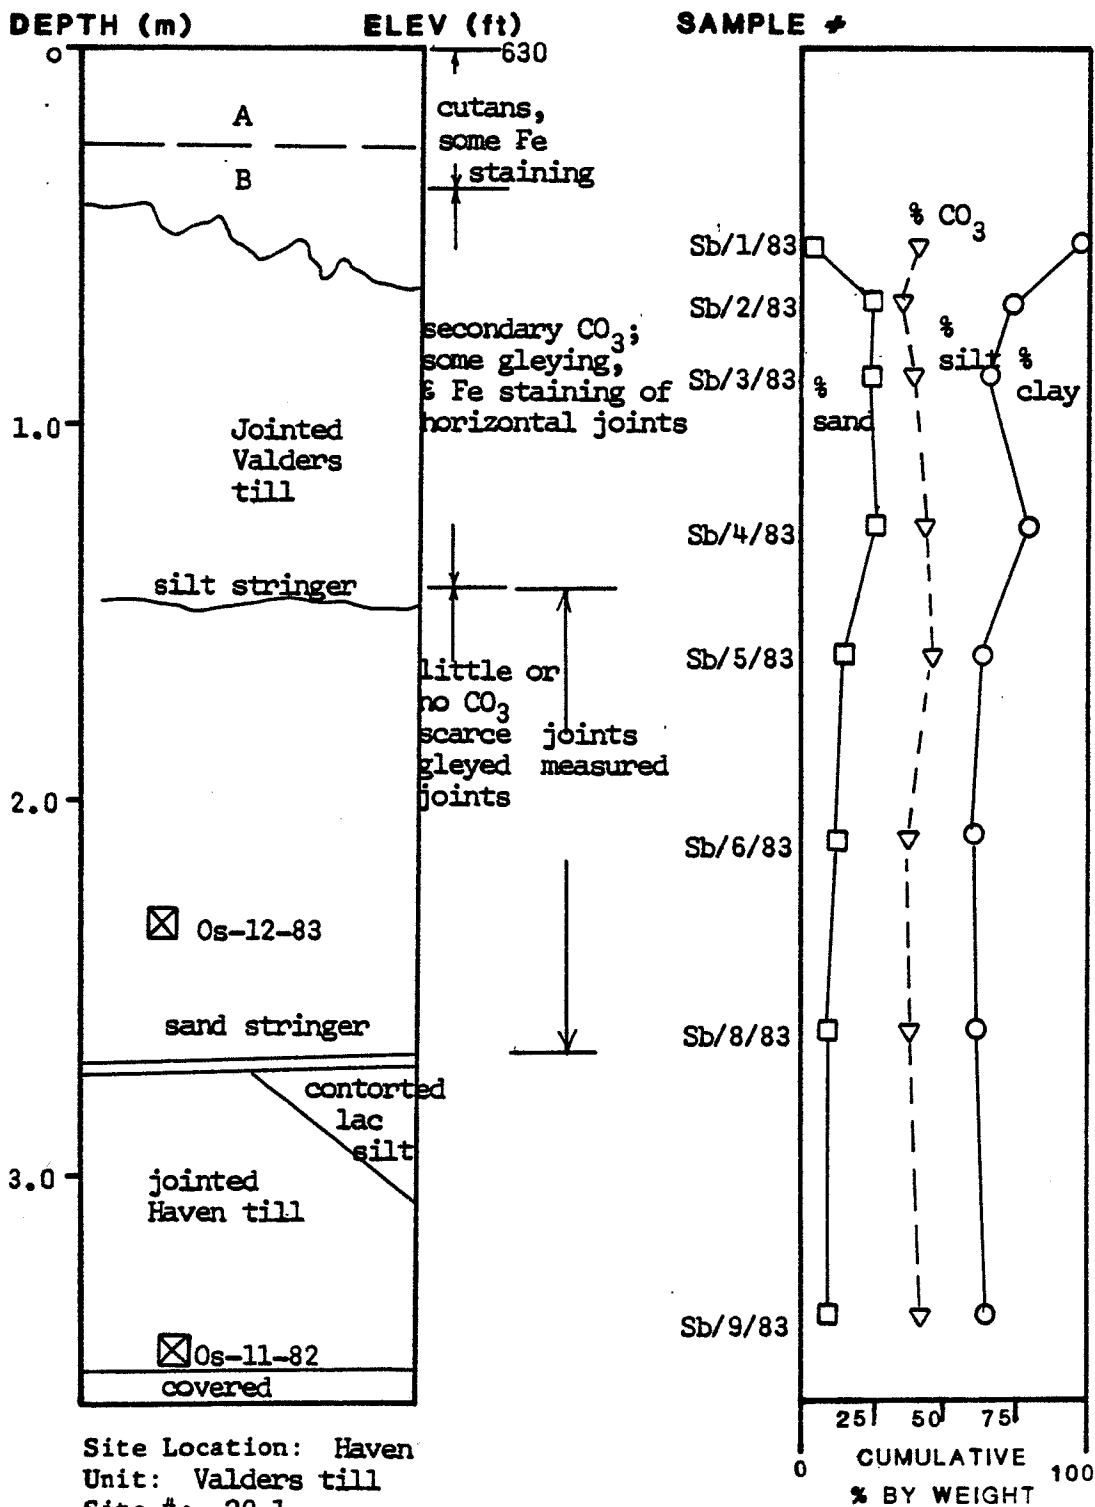 DEPTH (m)
ELEV (ft)
SAMPLE #
0
630
A
cutans,
some Fe
staining
B
% CO3
Sb/1/83
Sb/2/83
secondary CO3;
some gleying,
& Fe staining of
horizontal joints
%
silt
%
clay
Sb/3/83
%
sand
1.0
Jointed
Valders
till
Sb/4/83
silt stringer
Sb/5/83
little or
no CO3
scarce
gleyed
joints
joints
measured
2.0
Sb/6/83
Os-12-83
sand stringer
Sb/8/83
contorted
lac
silt
3.0
jointed
Haven till
Sb/9/83
Os-11-82
covered
25 50 75
0 100
CUMULATIVE
% BY WEIGHT
Site Location: Haven
Unit: Valders till
Site #: 20-1